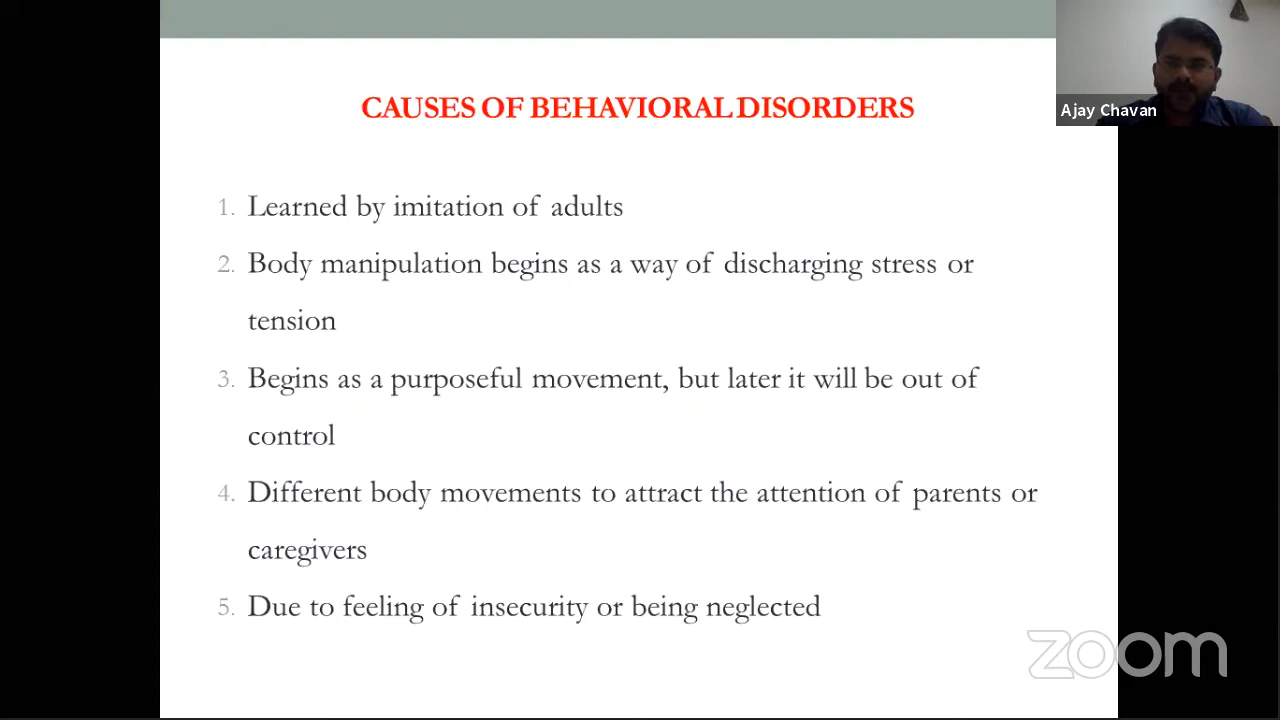 CAUSES OF BEHAVIORAL DISORDERS
Ajay Chavan
1. Learned by imitation of adults
2. Body manipulation begins as a way of discharging stress or
tension
3. Begins as a purposeful movement, but later it will be out of
control
4. Different body movements to attract the attention of parents or
caregivers
5. Due to feeling of insecurity or being neglected
zoom